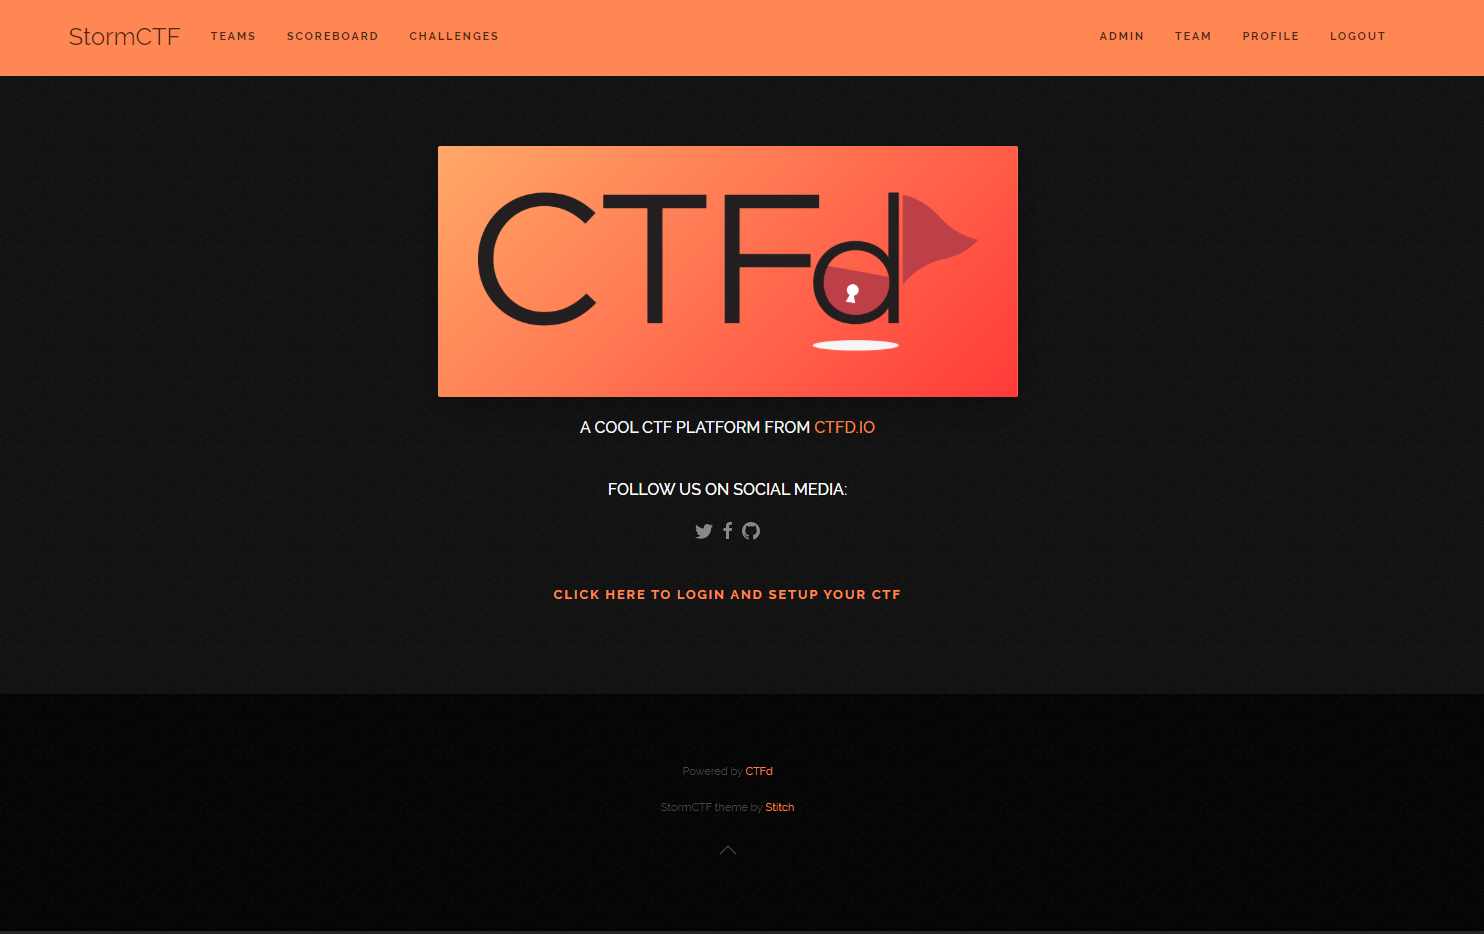 StormCTF TEAMS SCOREBOARD CHALLENGES ADMIN TEAM PROFILE LOGOUT
CTFd
A COOL CTF PLATFORM FROM CTFD.IO
FOLLOW US ON SOCIAL MEDIA:
CLICK HERE TO LOGIN AND SETUP YOUR CTF
Powered by CTFd
StormCTF theme by Stitch